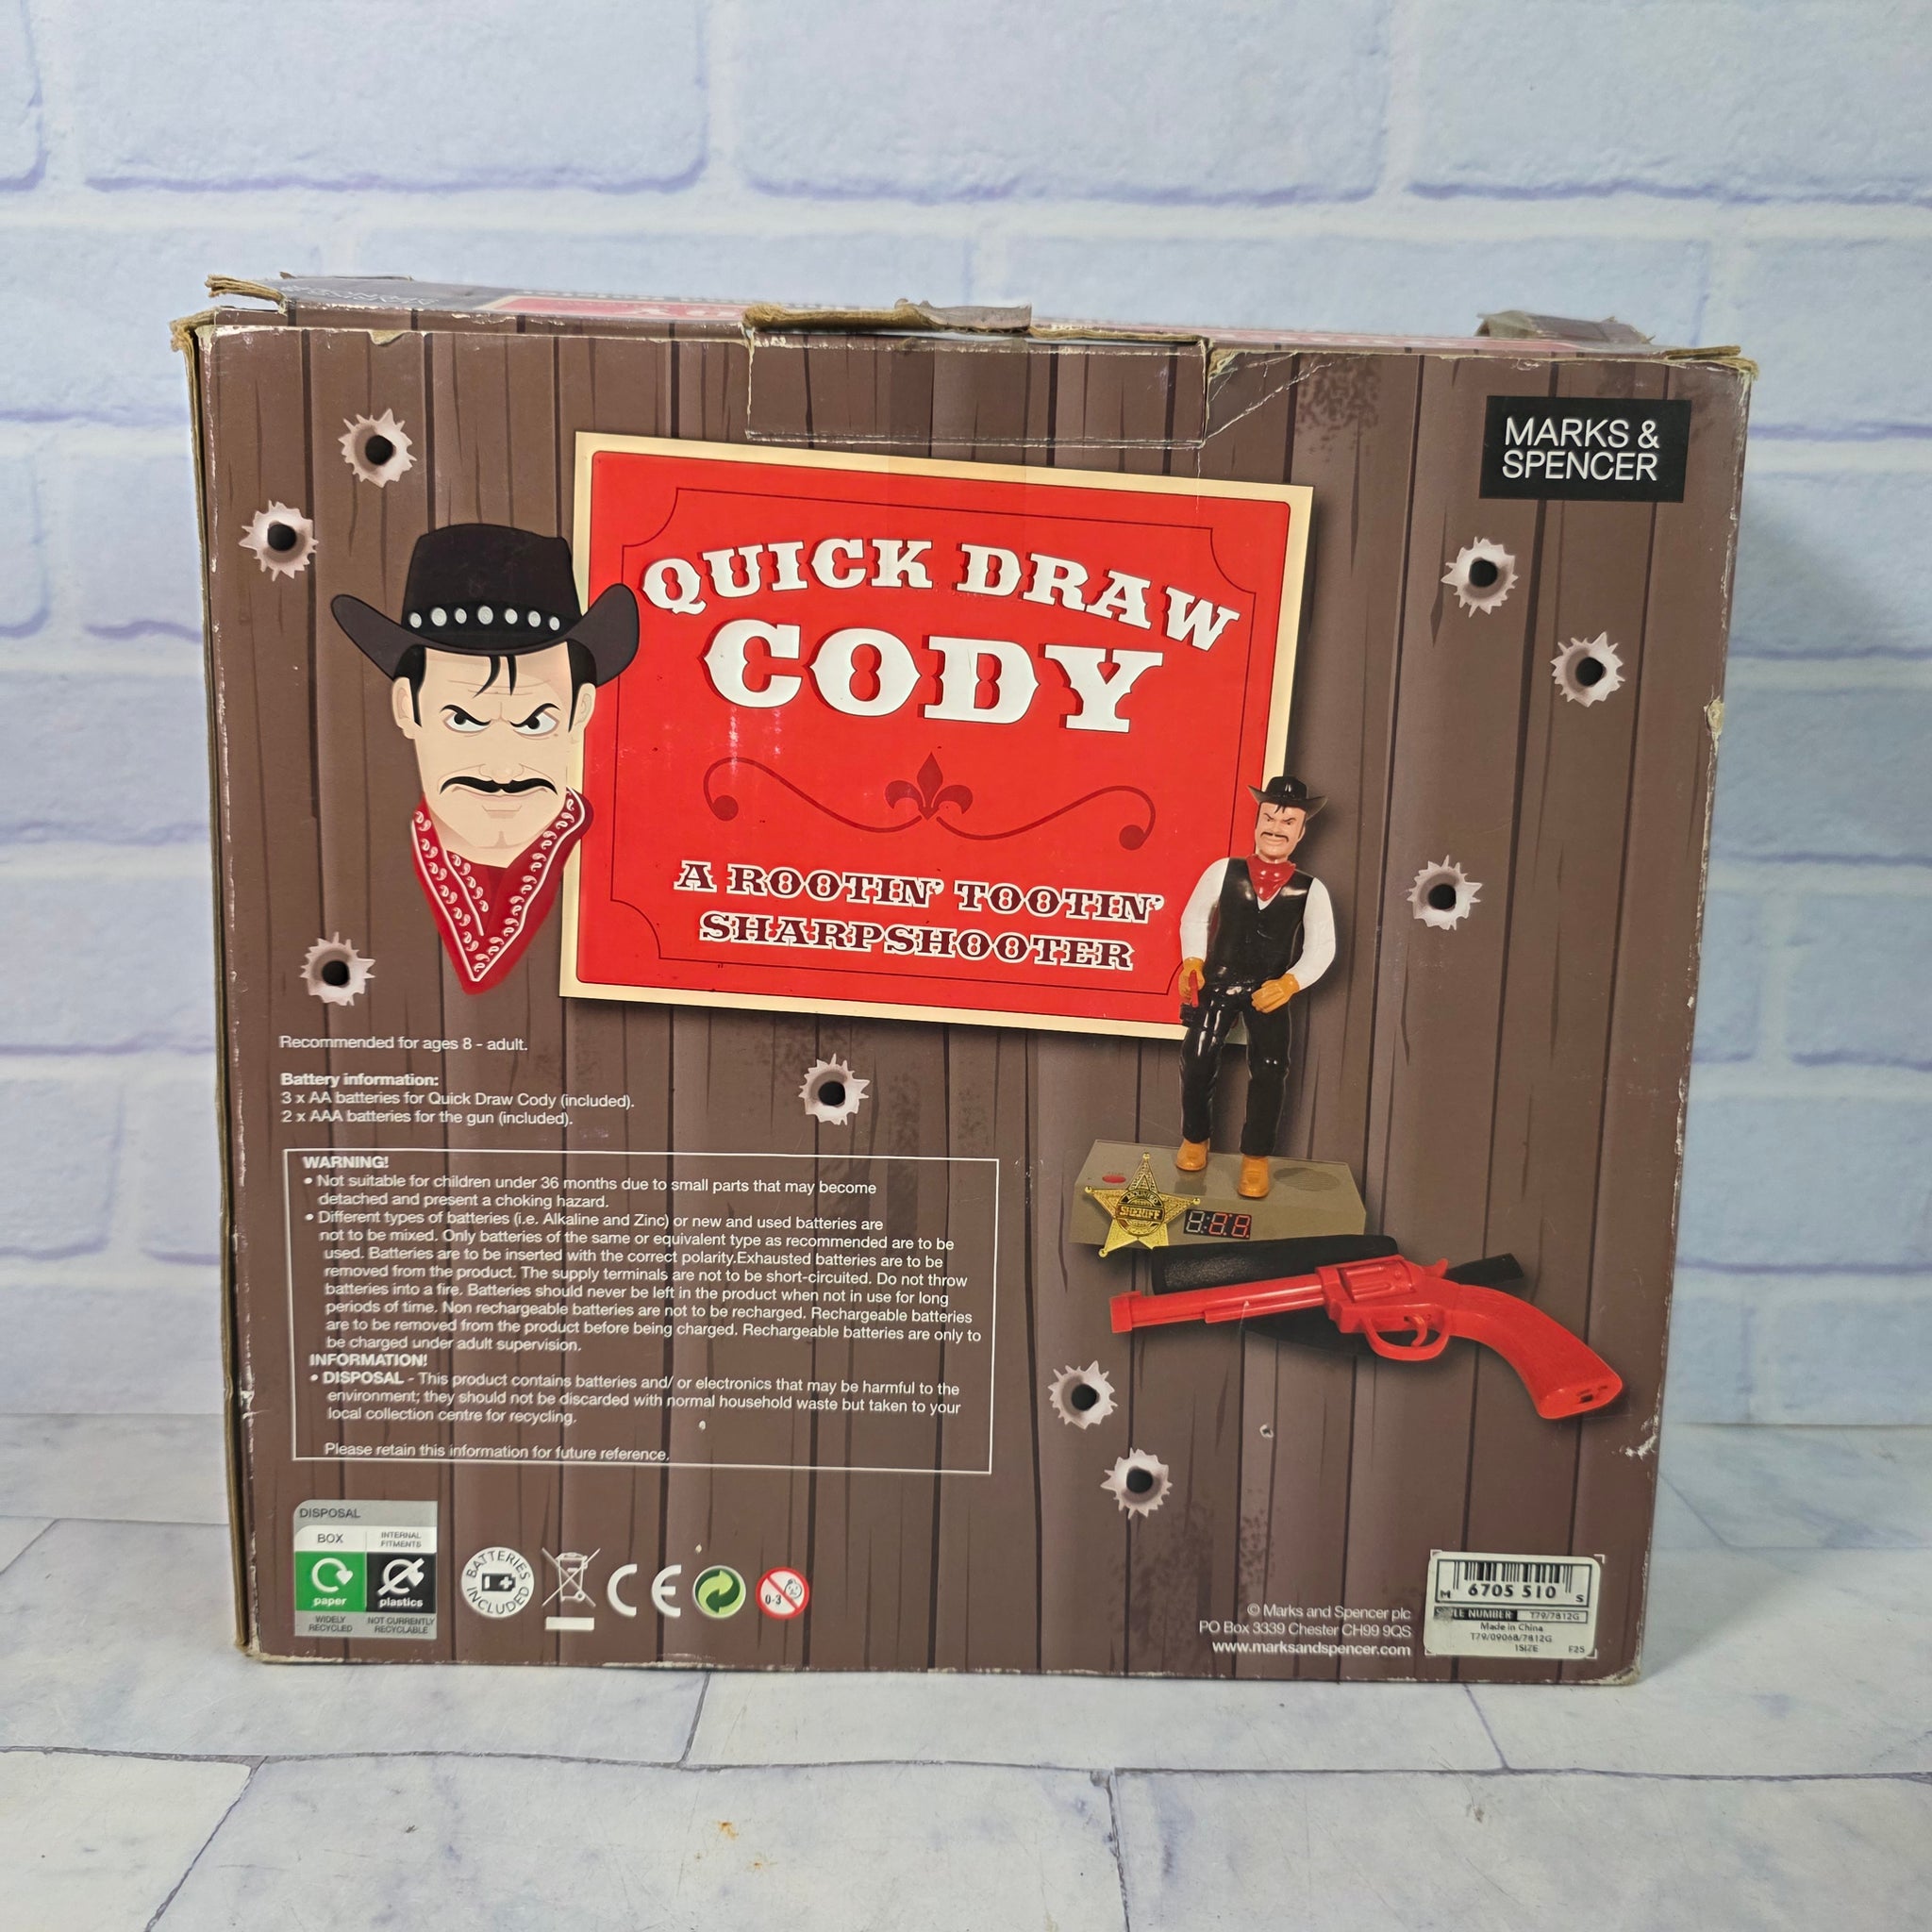 MARKS &
SPENCER
QUICK DRAW
CODY
A ROOTIN' TOOTIN'
SHARPSHOOTER
Recommended for ages 8 - adult.
Battery information:
3 x AA batteries for Quick Draw Cody (included).
2 x AAA batteries for the gun (included).
WARNING!
• Not suitable for children under 36 months due to small parts that may become
detached and present a choking hazard.
• Different types of batteries (i.e. Alkaline and Zinc) or new and used batteries are
not to be mixed. Only batteries of the same or equivalent type as recommended are to be
used. Batteries are to be inserted with the correct polarity.Exhausted batteries are to be
removed from the product. The supply terminals are not to be short-circuited. Do not throw
batteries into a fire. Batteries should never be left in the product when not in use for long
periods of time. Non rechargeable batteries are not to be recharged. Rechargeable batteries
are to be removed from the product before being charged. Rechargeable batteries are only to
be charged under adult supervision.
INFORMATION!
• DISPOSAL - This product contains batteries and/ or electronics that may be harmful to the
environment; they should not be discarded with normal household waste but taken to your
local collection centre for recycling.
Please retain this information for future reference.
SHERIFF
DISPOSAL
BOX
INTERNAL
FITMENTS
paper
plastics
WIDELY
RECYCLED
NOT CURRENTLY
RECYCLABLE
BATTERIES
INCLUDED
CE
0-3
© Marks and Spencer plc
PO Box 3339 Chester CH99 9QS
www.marksandspencer.com
M 6705 510 S
NUMBER T79/7812G
Made in China
T79/09068/7812G
1SIZE F25